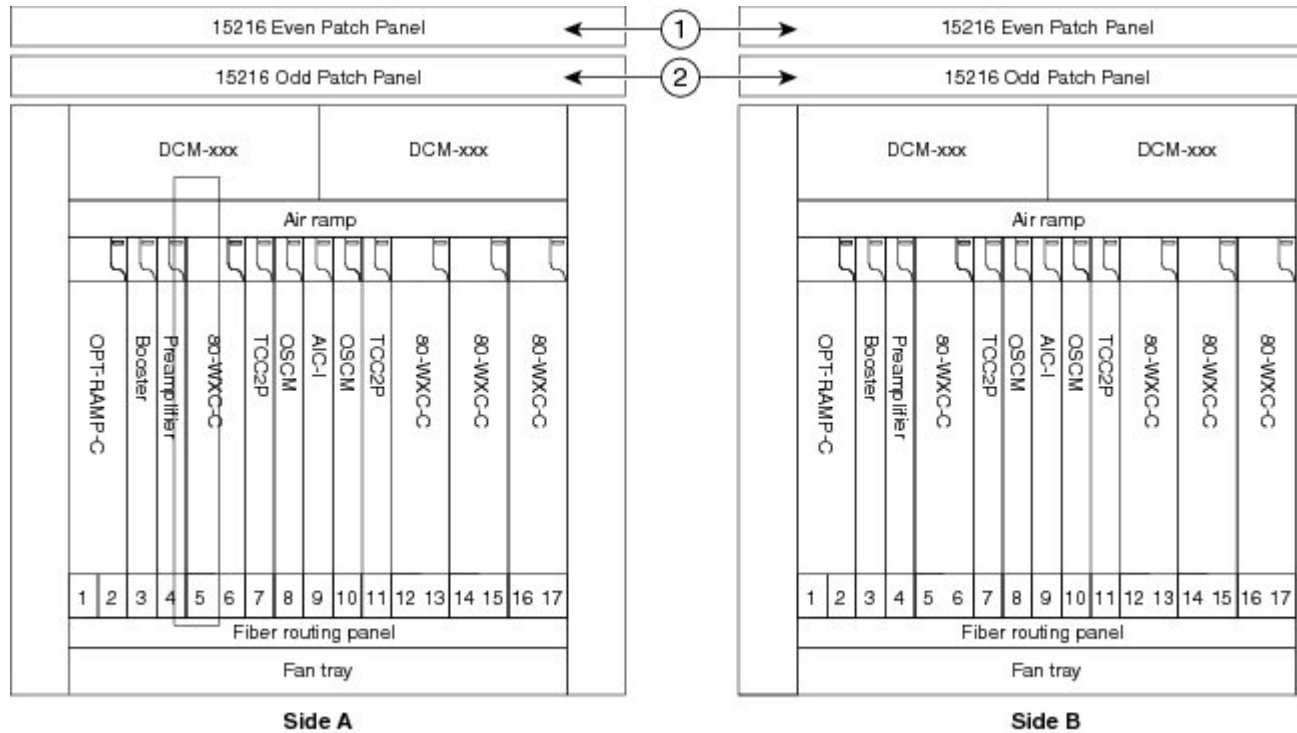 15216 Even Patch Panel
1
15216 Even Patch Panel
15216 Odd Patch Panel
2
15216 Odd Patch Panel
DCM-xxx
DCM-xxx
Air ramp
OPT-RAMP-C
Booster
Preamplifier
80-WXC-C
TCC2P
OSCM
AIC-I
OSCM
TCC2P
80-WXC-C
80-WXC-C
80-WXC-C
1 2 3 4 5 6 7 8 9 10 11 12 13 14 15 16 17
Fiber routing panel
Fan tray
Side A
DCM-xxx
DCM-xxx
Air ramp
OPT-RAMP-C
Booster
Preamplifier
80-WXC-C
TCC2P
OSCM
AIC-I
OSCM
TCC2P
80-WXC-C
80-WXC-C
80-WXC-C
1 2 3 4 5 6 7 8 9 10 11 12 13 14 15 16 17
Fiber routing panel
Fan tray
Side B